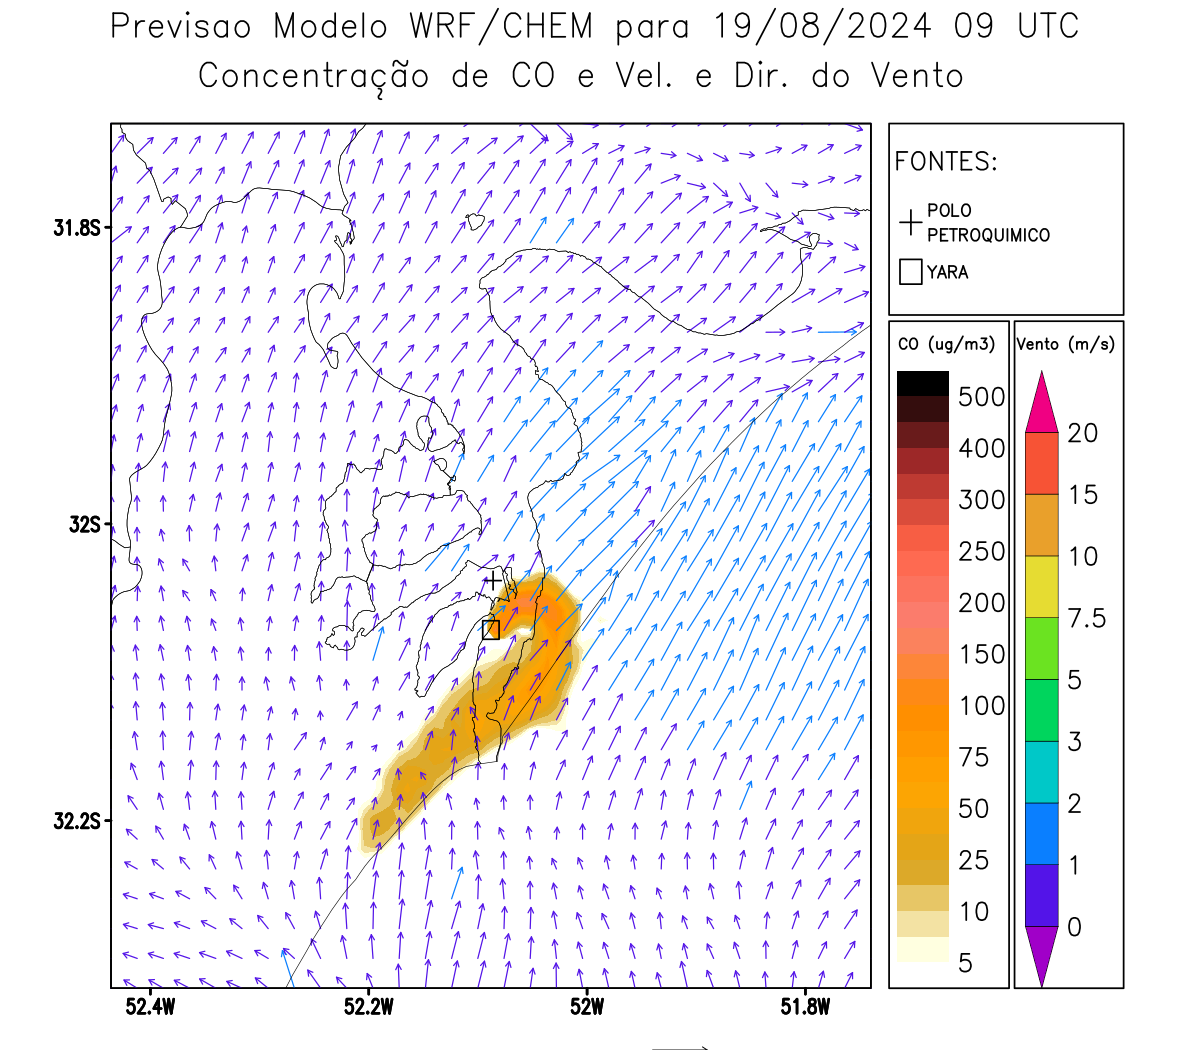 Previsao Modelo WRF/CHEM para 19/08/2024 09 UTC
Concentração de CO e Vel. e Dir. do Vento
FONTES:
POLO
PETROQUIMICO
YARA
CO (ug/m3)
500
400
300
250
200
150
100
75
50
25
10
5
Vento (m/s)
20
15
10
7.5
5
3
2
1
0
31.8S
32S
32.2S
52.4W
52.2W
52W
51.8W